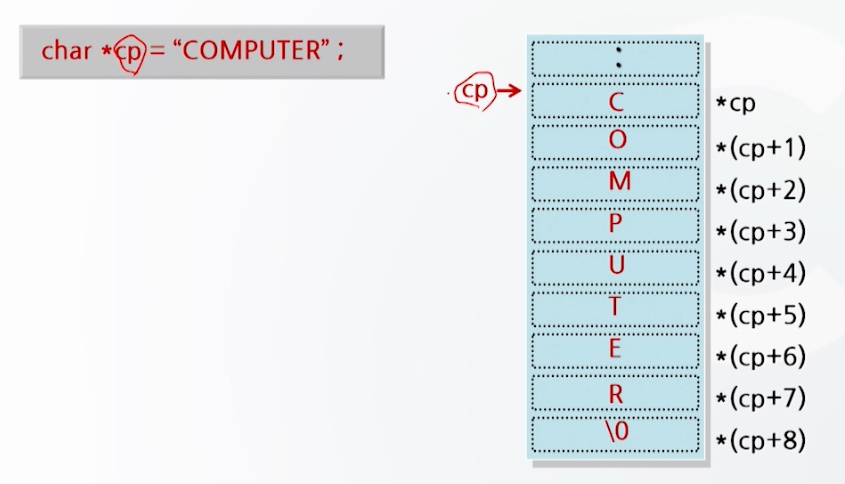 char *cp = “COMPUTER” ;
:
cp→ C *cp
O *(cp+1)
M *(cp+2)
P *(cp+3)
U *(cp+4)
T *(cp+5)
E *(cp+6)
R *(cp+7)
\0 *(cp+8)